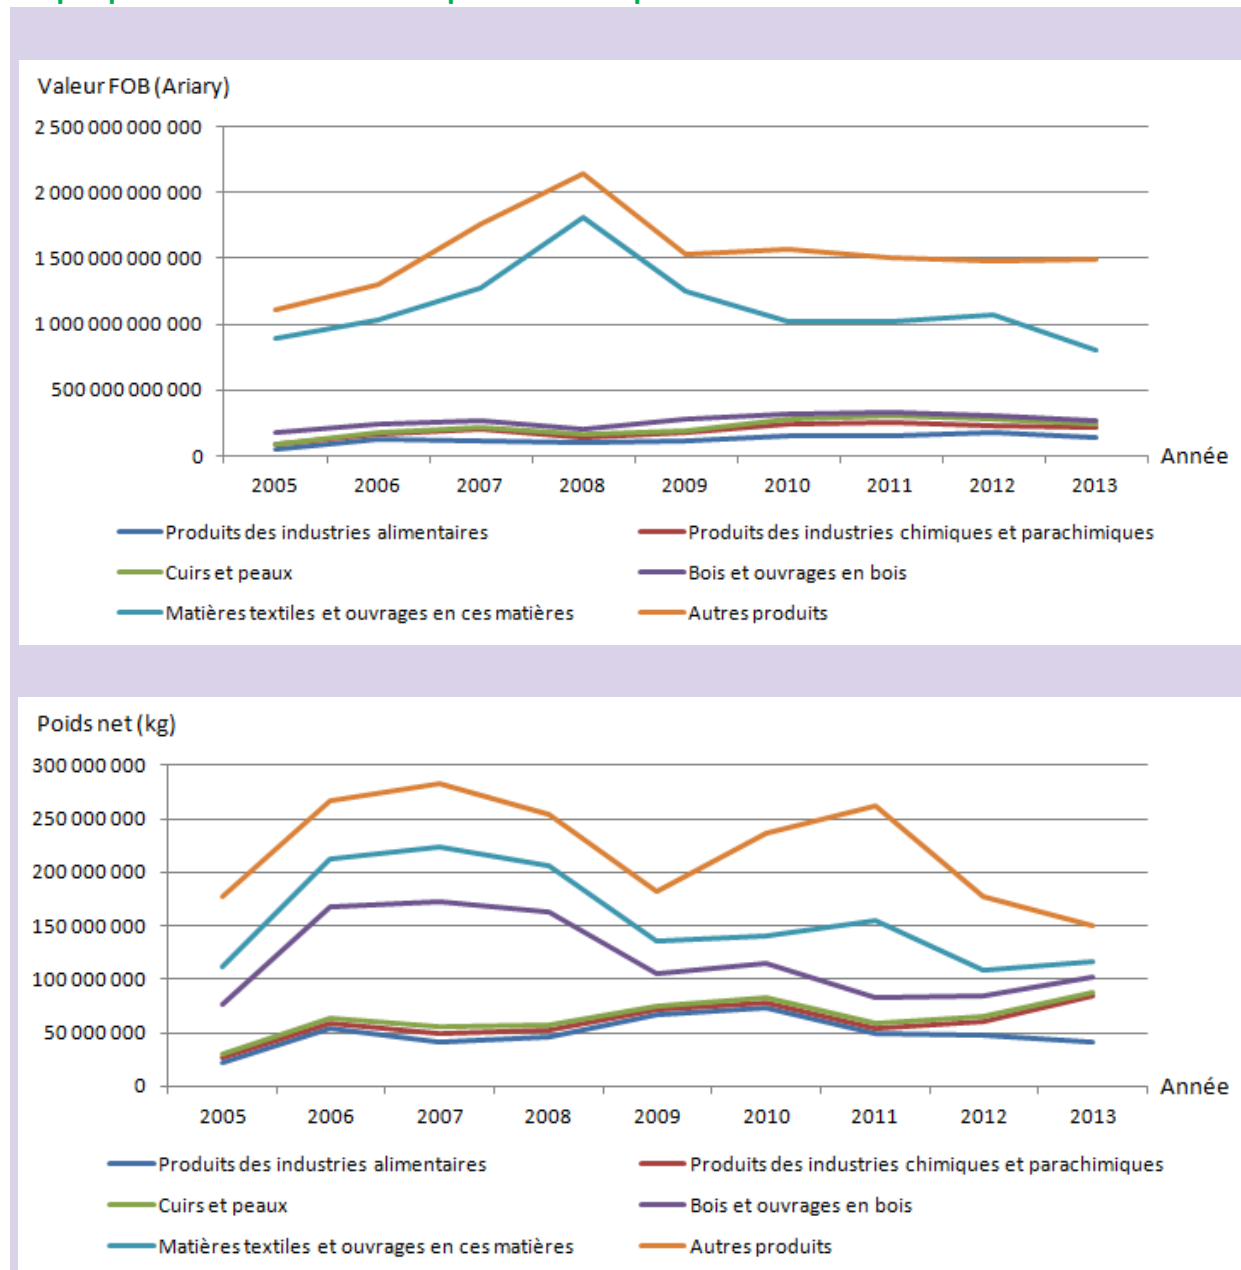 Valeur FOB (Ariary)
2 500 000 000 000
2 000 000 000 000
1 500 000 000 000
1 000 000 000 000
500 000 000 000
0
Année
2005 2006 2007 2008 2009 2010 2011 2012 2013
Produits des industries alimentaires Produits des industries chimiques et parachimiques
Cuirs et peaux Bois et ouvrages en bois
Matières textiles et ouvrages en ces matières Autres produits
Poids net (kg)
300 000 000
250 000 000
200 000 000
150 000 000
100 000 000
50 000 000
0
Année
2005 2006 2007 2008 2009 2010 2011 2012 2013
Produits des industries alimentaires Produits des industries chimiques et parachimiques
Cuirs et peaux Bois et ouvrages en bois
Matières textiles et ouvrages en ces matières Autres produits